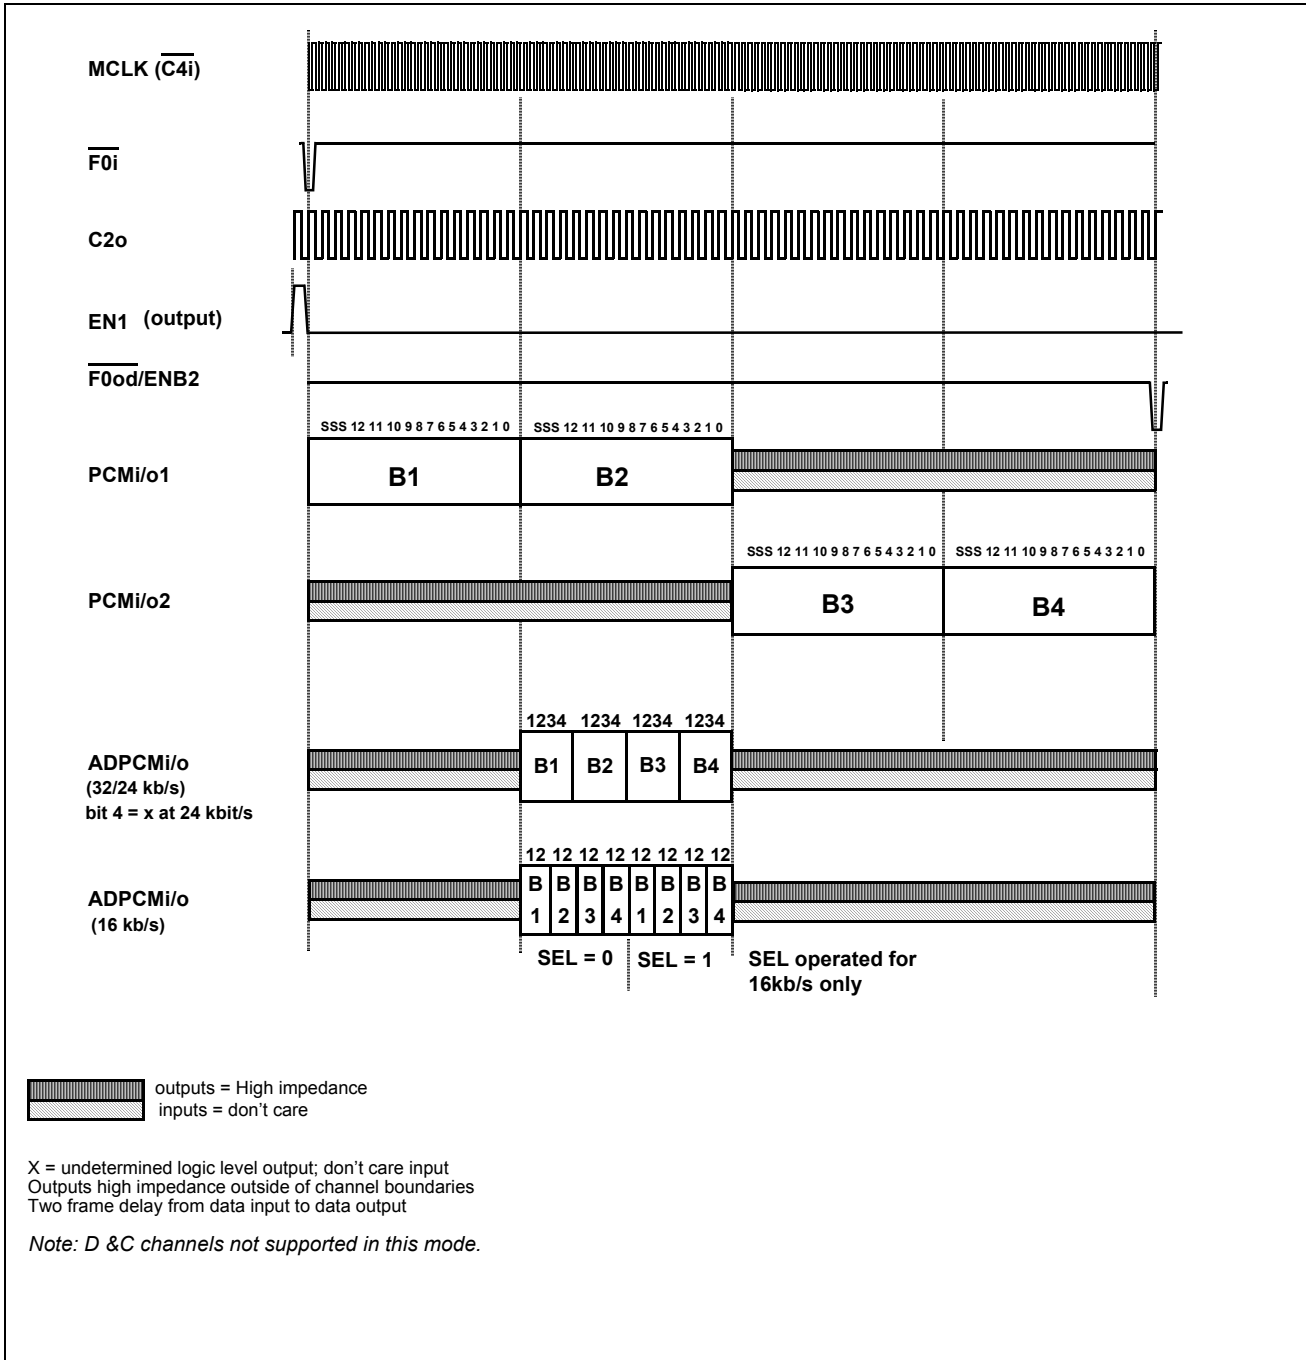 MCLK (C4i)
F0i
C2o
EN1 (output)
F0od/ENB2
SSS 12 11 10 9 8 7 6 5 4 3 2 1 0 SSS 12 11 10 9 8 7 6 5 4 3 2 1 0
PCMi/o1 B1 B2
SSS 12 11 10 9 8 7 6 5 4 3 2 1 0 SSS 12 11 10 9 8 7 6 5 4 3 2 1 0
PCMi/o2 B3 B4
1234 1234 1234 1234
ADPCMi/o B1 B2 B3 B4
(32/24 kb/s)
bit 4 = x at 24 kbit/s
12 12 12 12 12 12 12 12
B B B B B B B B
ADPCMi/o
1 2 3 4 1 2 3 4
(16 kb/s)
SEL = 0 SEL = 1 SEL operated for
16kb/s only
outputs = High impedance
inputs = don't care
X = undetermined logic level output; don't care input
Outputs high impedance outside of channel boundaries
Two frame delay from data input to data output
Note: D &C channels not supported in this mode.